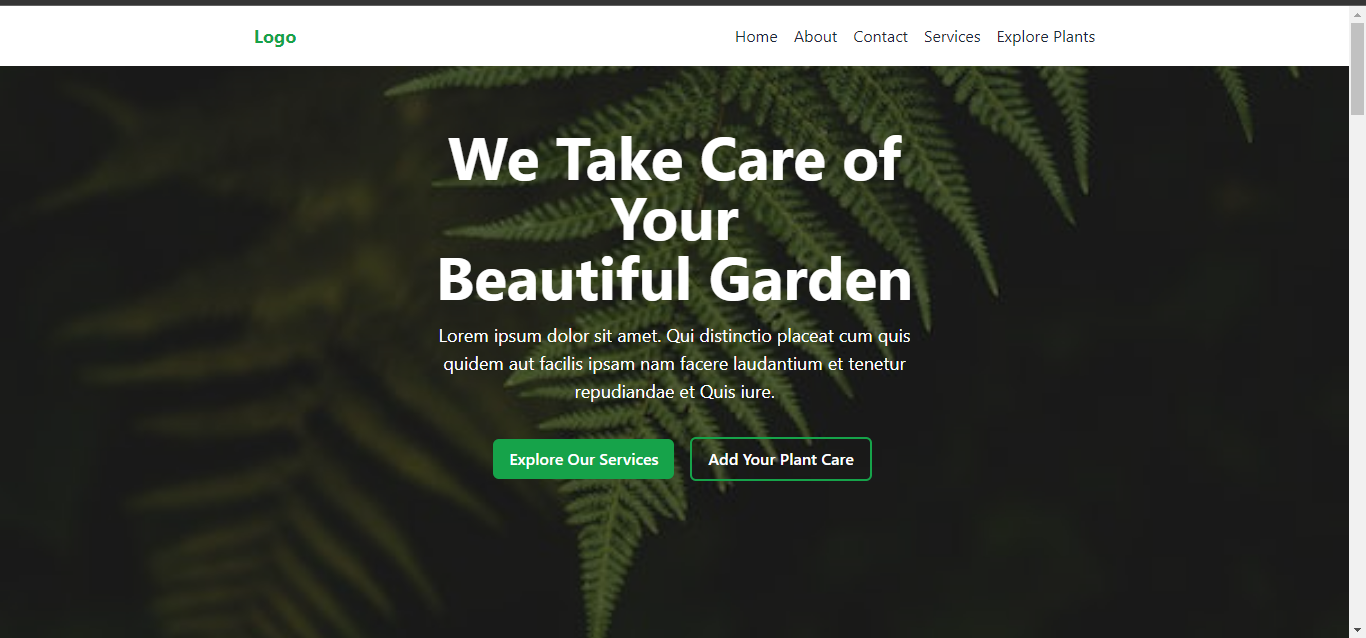 Logo
Home About Contact Services Explore Plants
We Take Care of
Your
Beautiful Garden
Lorem ipsum dolor sit amet. Qui distinctio placeat cum quis
quidem aut facilis ipsam nam facere laudantium et tenetur
repudiandae et Quis iure.
Explore Our Services
Add Your Plant Care